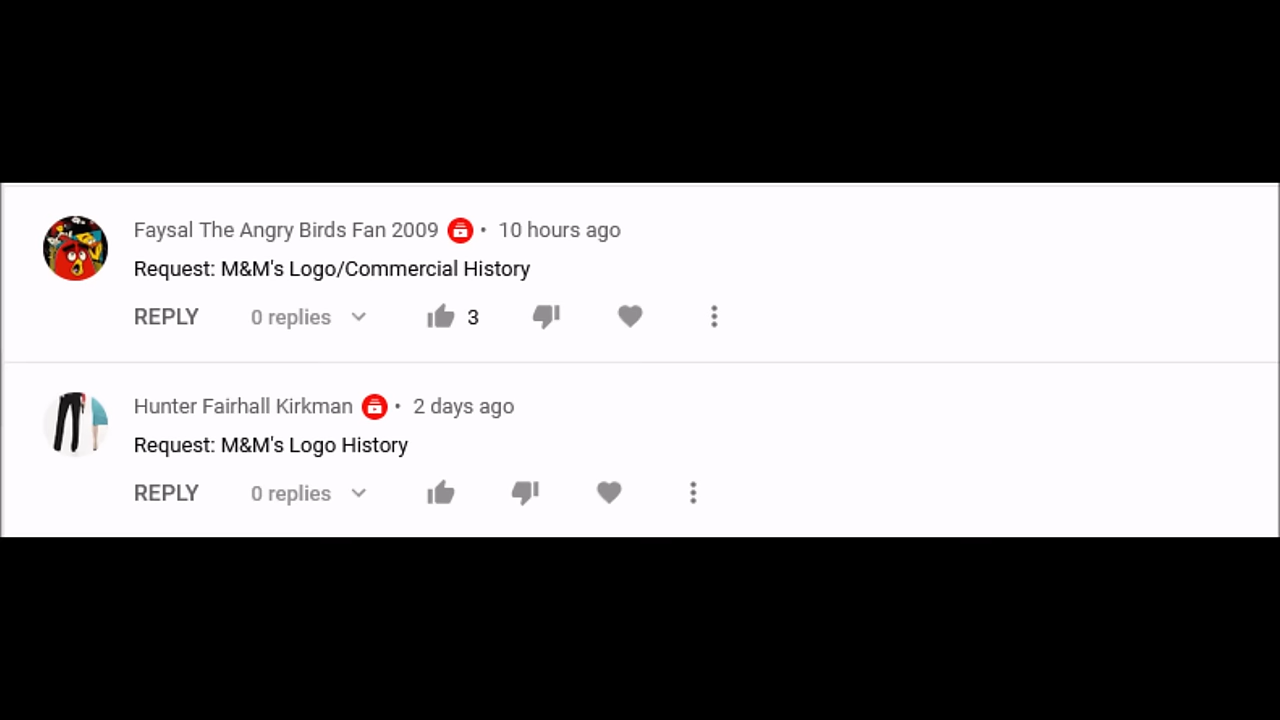 Faysal The Angry Birds Fan 2009 • 10 hours ago
Request: M&M's Logo/Commercial History
REPLY 0 replies 3
Hunter Fairhall Kirkman • 2 days ago
Request: M&M's Logo History
REPLY 0 replies